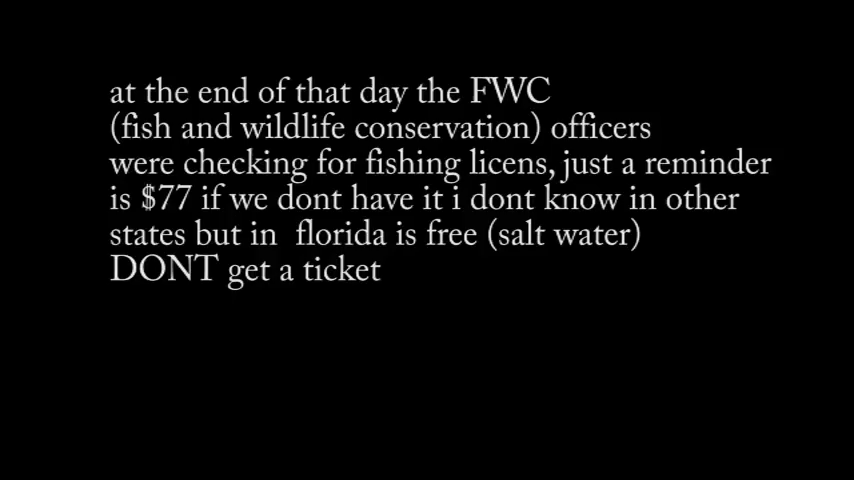 at the end of that day the FWC
(fish and wildlife conservation) officers
were checking for fishing licens, just a reminder
is $77 if we dont have it i dont know in other
states but in  florida is free (salt water)
DONT get a ticket